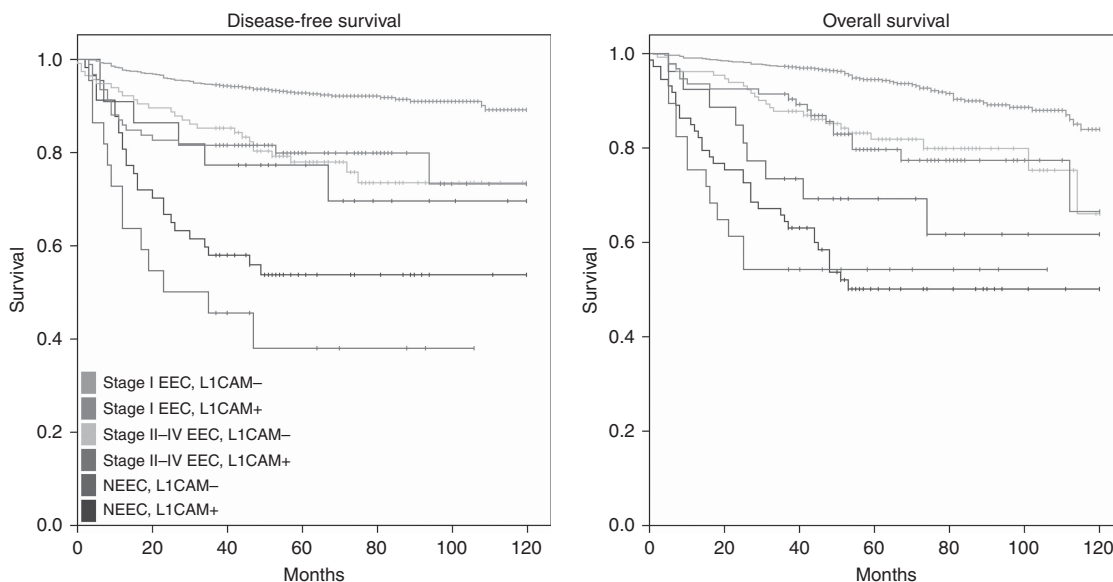 Disease-free survival
1.0
0.8
0.6
0.4
0.2
0.0
Survival
Stage I EEC, L1CAM–
Stage I EEC, L1CAM+
Stage II–IV EEC, L1CAM–
Stage II–IV EEC, L1CAM+
NEEC, L1CAM–
NEEC, L1CAM+
0 20 40 60 80 100 120
Months
Overall survival
1.0
0.8
0.6
0.4
0.2
0.0
Survival
0 20 40 60 80 100 120
Months